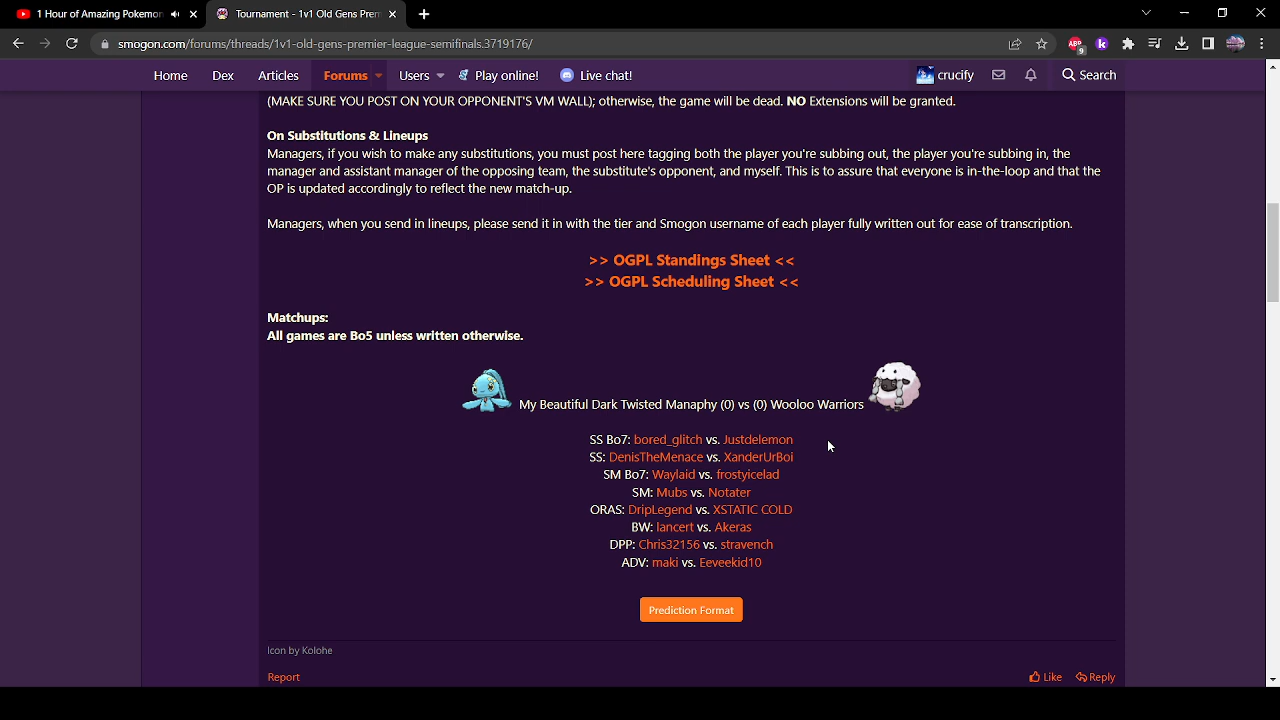 1 Hour of Amazing Pokemon
Tournament - 1v1 Old Gens Prem
smogon.com/forums/threads/1v1-old-gens-premier-league-semifinals.3719176/
ABP
9
k
Home Dex Articles Forums Users Play online! Live chat! crucify Search
(MAKE SURE YOU POST ON YOUR OPPONENT'S VM WALL); otherwise, the game will be dead. NO Extensions will be granted.
On Substitutions & Lineups
Managers, if you wish to make any substitutions, you must post here tagging both the player you're subbing out, the player you're subbing in, the
manager and assistant manager of the opposing team, the substitute's opponent, and myself. This is to assure that everyone is in-the-loop and that the
OP is updated accordingly to reflect the new match-up.
Managers, when you send in lineups, please send it in with the tier and Smogon username of each player fully written out for ease of transcription.
>> OGPL Standings Sheet <<
>> OGPL Scheduling Sheet <<
Matchups:
All games are Bo5 unless written otherwise.
My Beautiful Dark Twisted Manaphy (0) vs (0) Wooloo Warriors
SS Bo7: bored_glitch vs. Justdelemon
SS: DenisTheMenace vs. XanderUrBoi
SM Bo7: Waylaid vs. frostyicelad
SM: Mubs vs. Notater
ORAS: DripLegend vs. XSTATIC COLD
BW: lancert vs. Akeras
DPP: Chris32156 vs. stravench
ADV: maki vs. Eeveekid10
Prediction Format
Icon by Kolohe
Report Like Reply